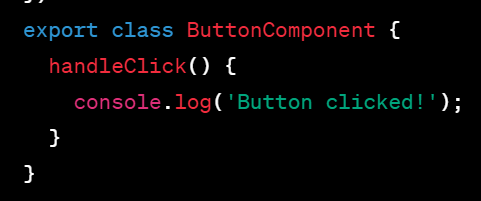 export class ButtonComponent {
  handleClick() {
    console.log('Button clicked!');
  }
}